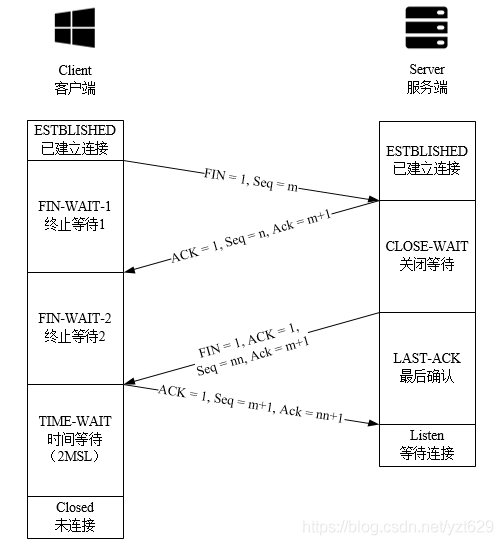 Client
客户端
Server
服务端
ESTBLISHED
已建立连接
ESTBLISHED
已建立连接
FIN = 1, Seq = m
FIN-WAIT-1
终止等待1
ACK = 1, Seq = n, Ack = m+1
CLOSE-WAIT
关闭等待
FIN-WAIT-2
终止等待2
FIN = 1, ACK = 1,
Seq = nn, Ack = m+1
LAST-ACK
最后确认
ACK = 1, Seq = m+1, Ack = nn+1
TIME-WAIT
时间等待
（2MSL）
Listen
等待连接
Closed
未连接
https://blog.csdn.net/yzt629